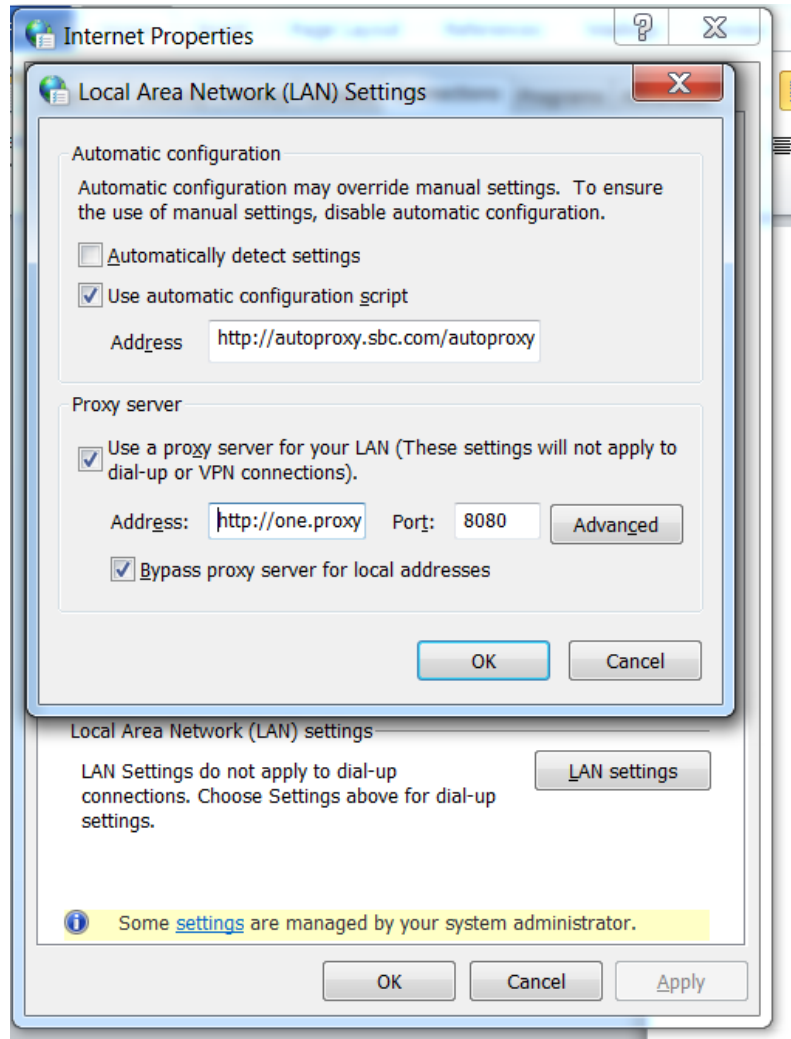 Internet Properties
Local Area Network (LAN) Settings
Automatic configuration
Automatic configuration may override manual settings. To ensure
the use of manual settings, disable automatic configuration.
Automatically detect settings
Use automatic configuration script
Address http://autoproxy.sbc.com/autoproxy
Proxy server
Use a proxy server for your LAN (These settings will not apply to
dial-up or VPN connections).
Address: http://one.proxy Port: 8080 Advanced
Bypass proxy server for local addresses
OK Cancel
Local Area Network (LAN) settings
LAN Settings do not apply to dial-up LAN settings
connections. Choose Settings above for dial-up
settings.
Some settings are managed by your system administrator.
OK Cancel Apply